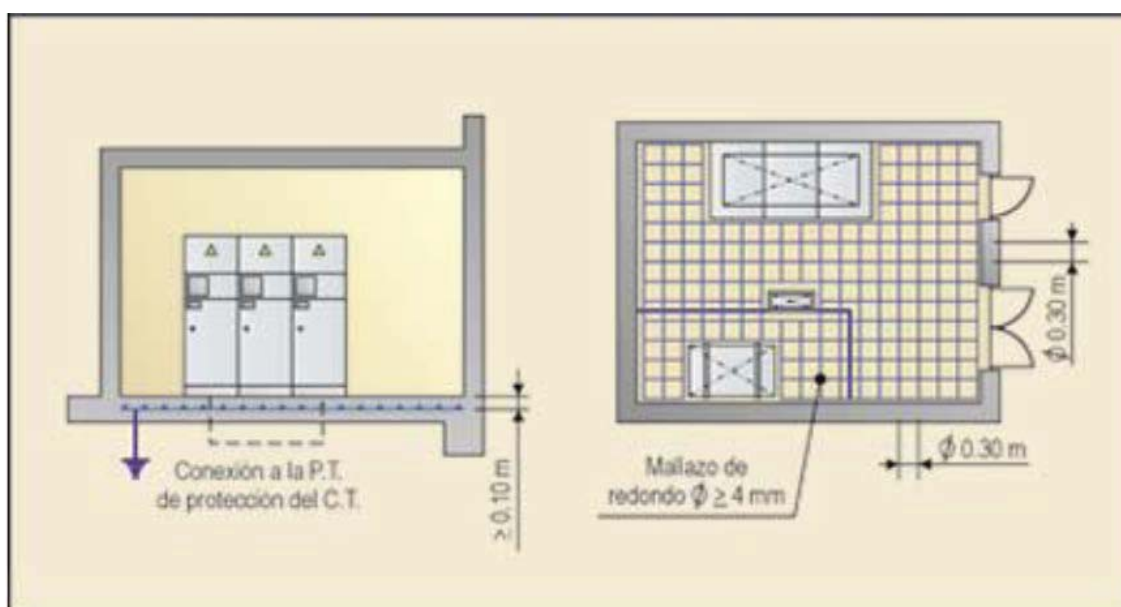 Conexión a la P.T.
de protección del C.T.
≥ 0.10 m
Mallazo de
redondo ϕ ≥ 4 mm
ϕ 0.30 m
ϕ 0.30 m